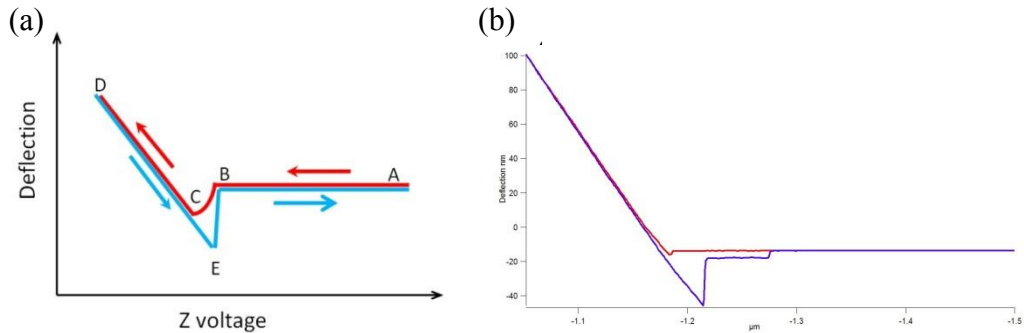 (a)
Deflection
D
B
A
C
E
Z voltage
(b)
Deflection nm
100
80
60
40
20
0
-20
-40
-1.1
-1.2
-1.3
-1.4
-1.5
µm